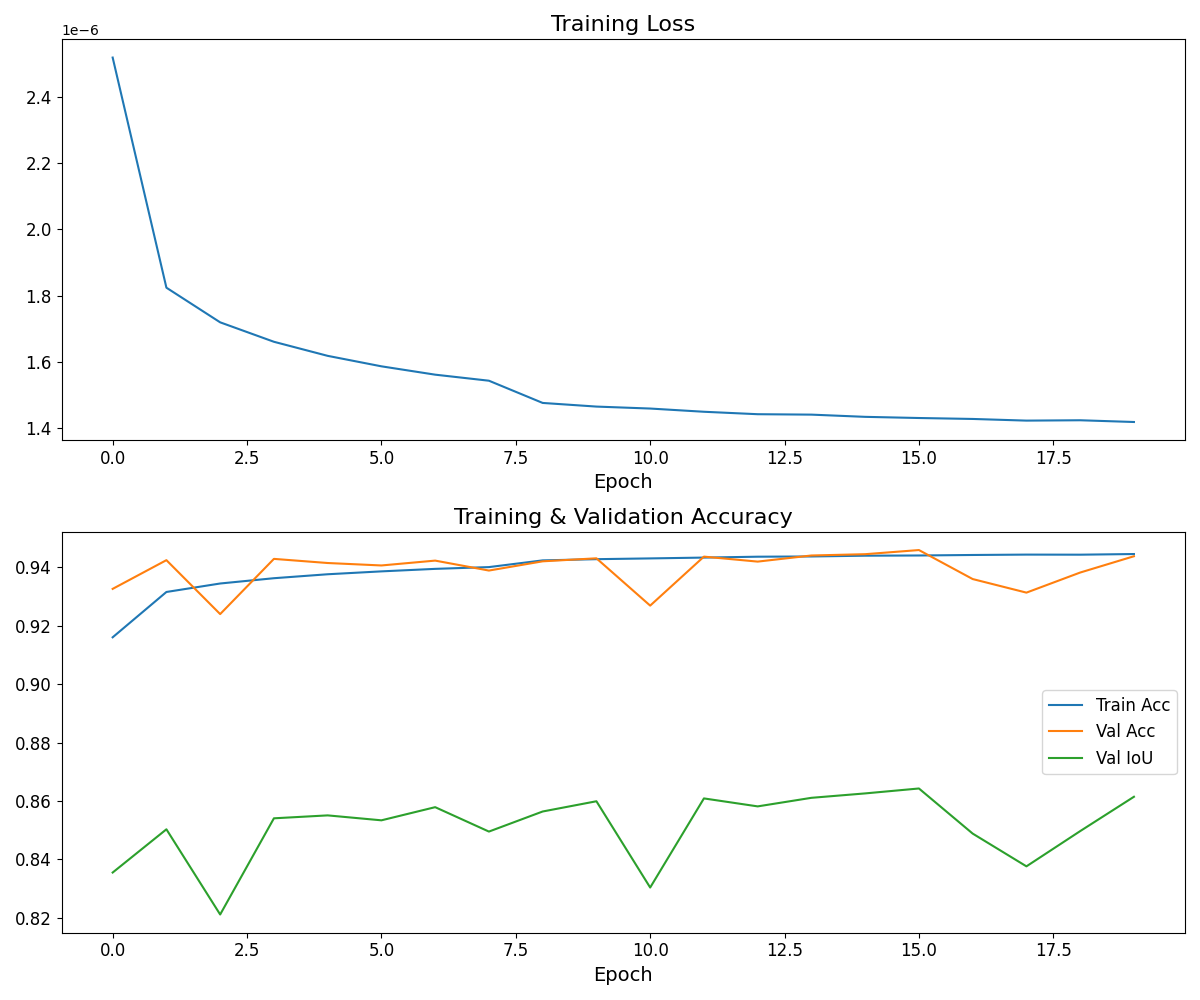 Training Loss
1e−6
2.4
2.2
2.0
1.8
1.6
1.4
0.0 2.5 5.0 7.5 10.0 12.5 15.0 17.5
Epoch
Training & Validation Accuracy
0.94
0.92
0.90
0.88
0.86
0.84
0.82
Train Acc
Val Acc
Val IoU
0.0 2.5 5.0 7.5 10.0 12.5 15.0 17.5
Epoch